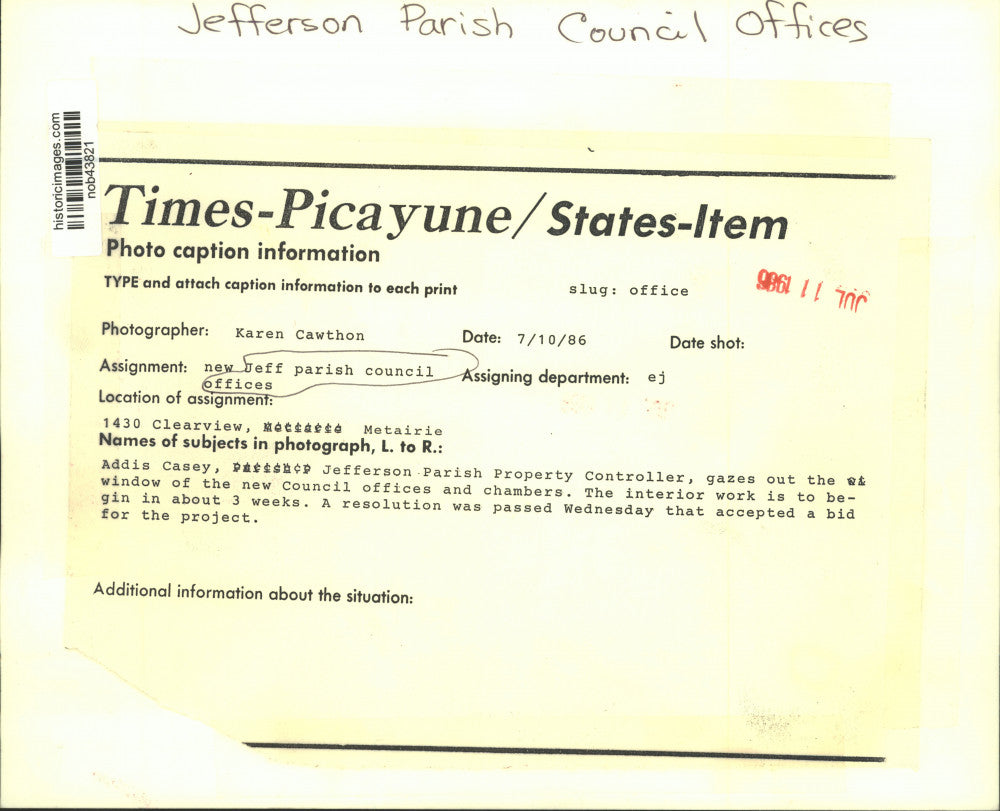 Jefferson Parish Council Offices
historicimages.com
nob43821
Times-Picayune/States-Item
Photo caption information
TYPE and attach caption information to each print
slug: office
JUL 11 1986
Photographer: Karen Cawthon Date: 7/10/86 Date shot:
Assignment: new Jeff parish council
offices
Assigning department: ej
Location of assignment:
1430 Clearview, Metairie
Names of subjects in photograph, L. to R.:
Addis Casey, Jefferson Parish Property Controller, gazes out the
window of the new Council offices and chambers. The interior work is to be-
gin in about 3 weeks. A resolution was passed Wednesday that accepted a bid
for the project.
Additional information about the situation: